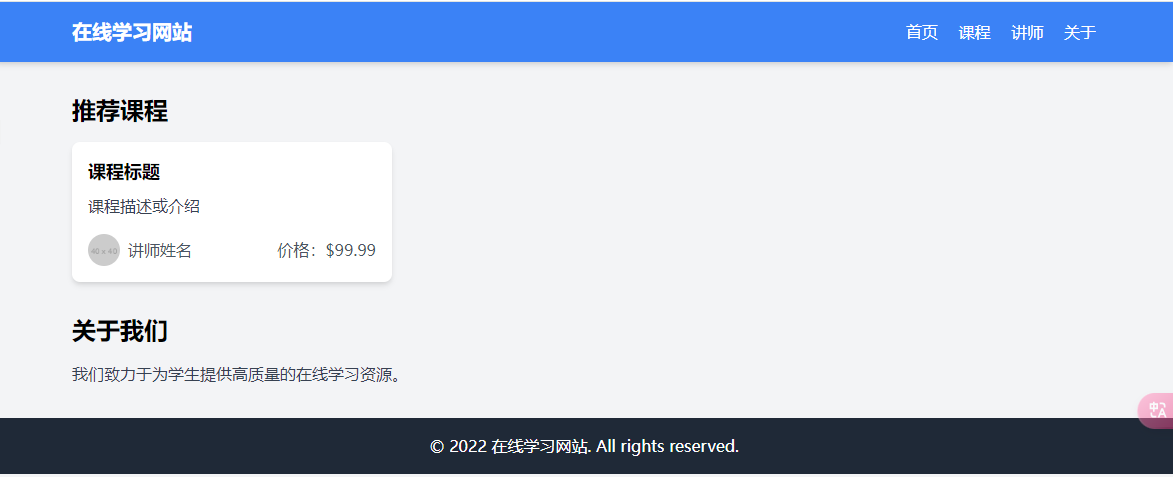 在线学习网站 首页 课程 讲师 关于
推荐课程
课程标题
课程描述或介绍
40 x 40 讲师姓名 价格：$99.99
关于我们
我们致力于为学生提供高质量的在线学习资源。
© 2022 在线学习网站. All rights reserved.